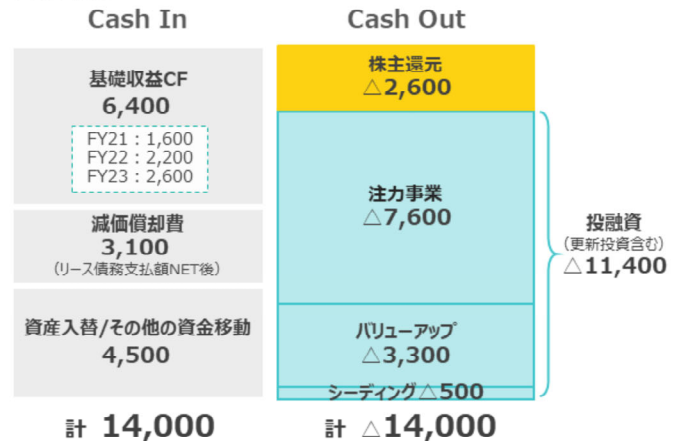 Cash In
Cash Out
基礎収益CF
6,400
FY21：1,600
FY22：2,200
FY23：2,600
減価償却費
3,100
（リース債務支払額NET後）
資産入替/その他の資金移動
4,500
計 14,000
株主還元
△2,600
注力事業
△7,600
バリューアップ
△3,300
シーディング△500
計 △14,000
投融資
（更新投資含む）
△11,400